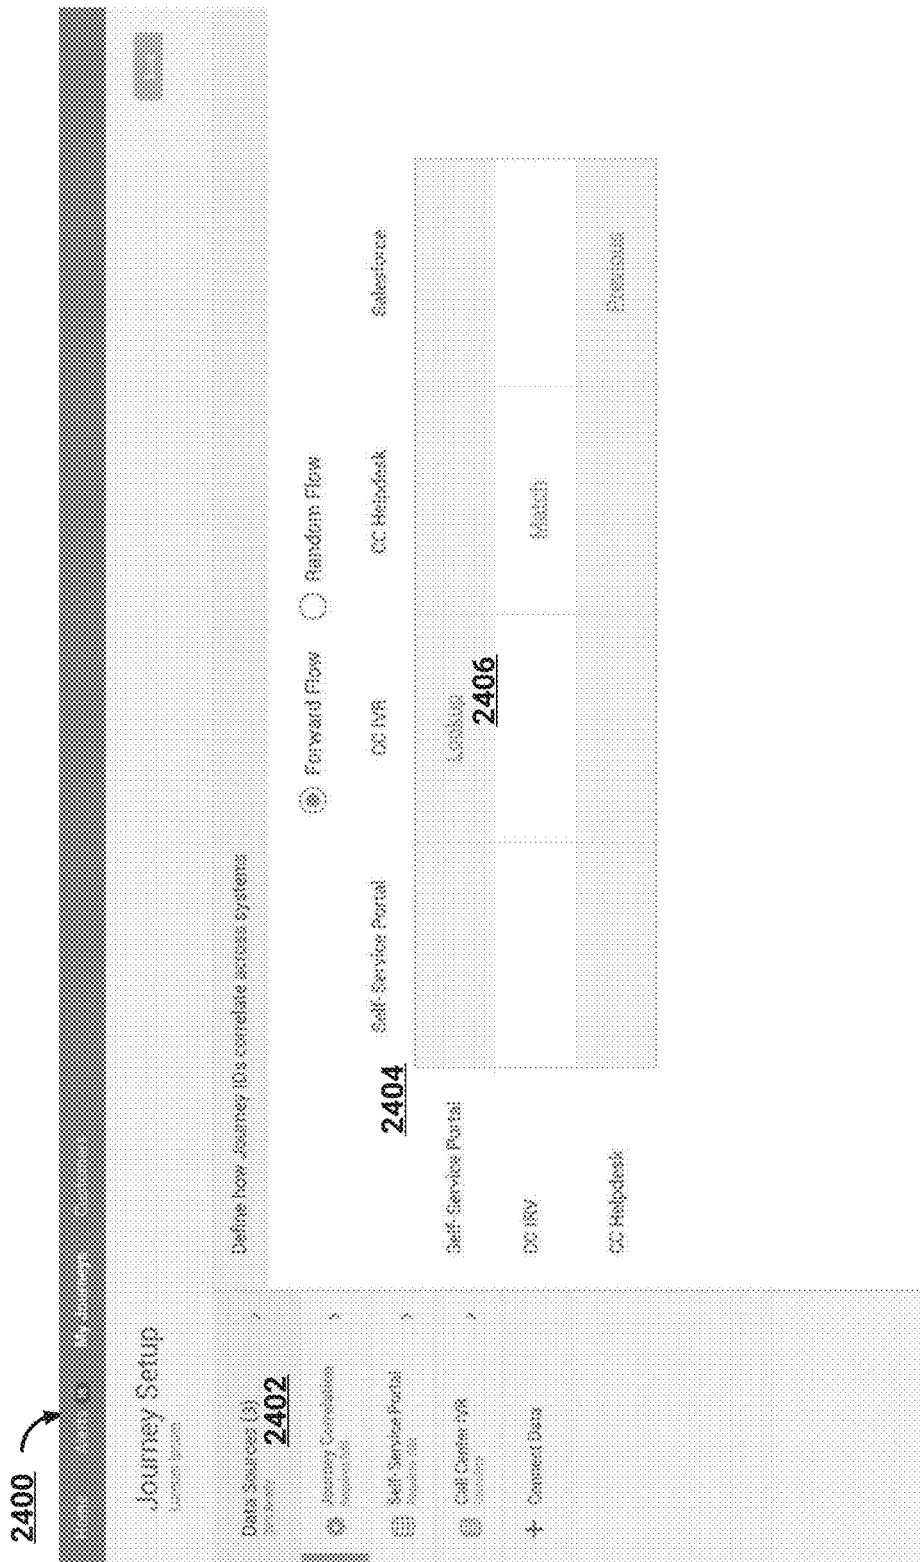 2400
Journey Setup
Data Sources (3)
2402
Journey Correlation
Self-Service Portal
Call Center IVR
Connect Data
Define how Journey IDs correlate across systems
Forward Flow Random Flow
2404
Self-Service Portal CC IVR CC Helpdesk Salesforce
Self-Service Portal Lookup
2406
CC IRV Match
CC Helpdesk Previous